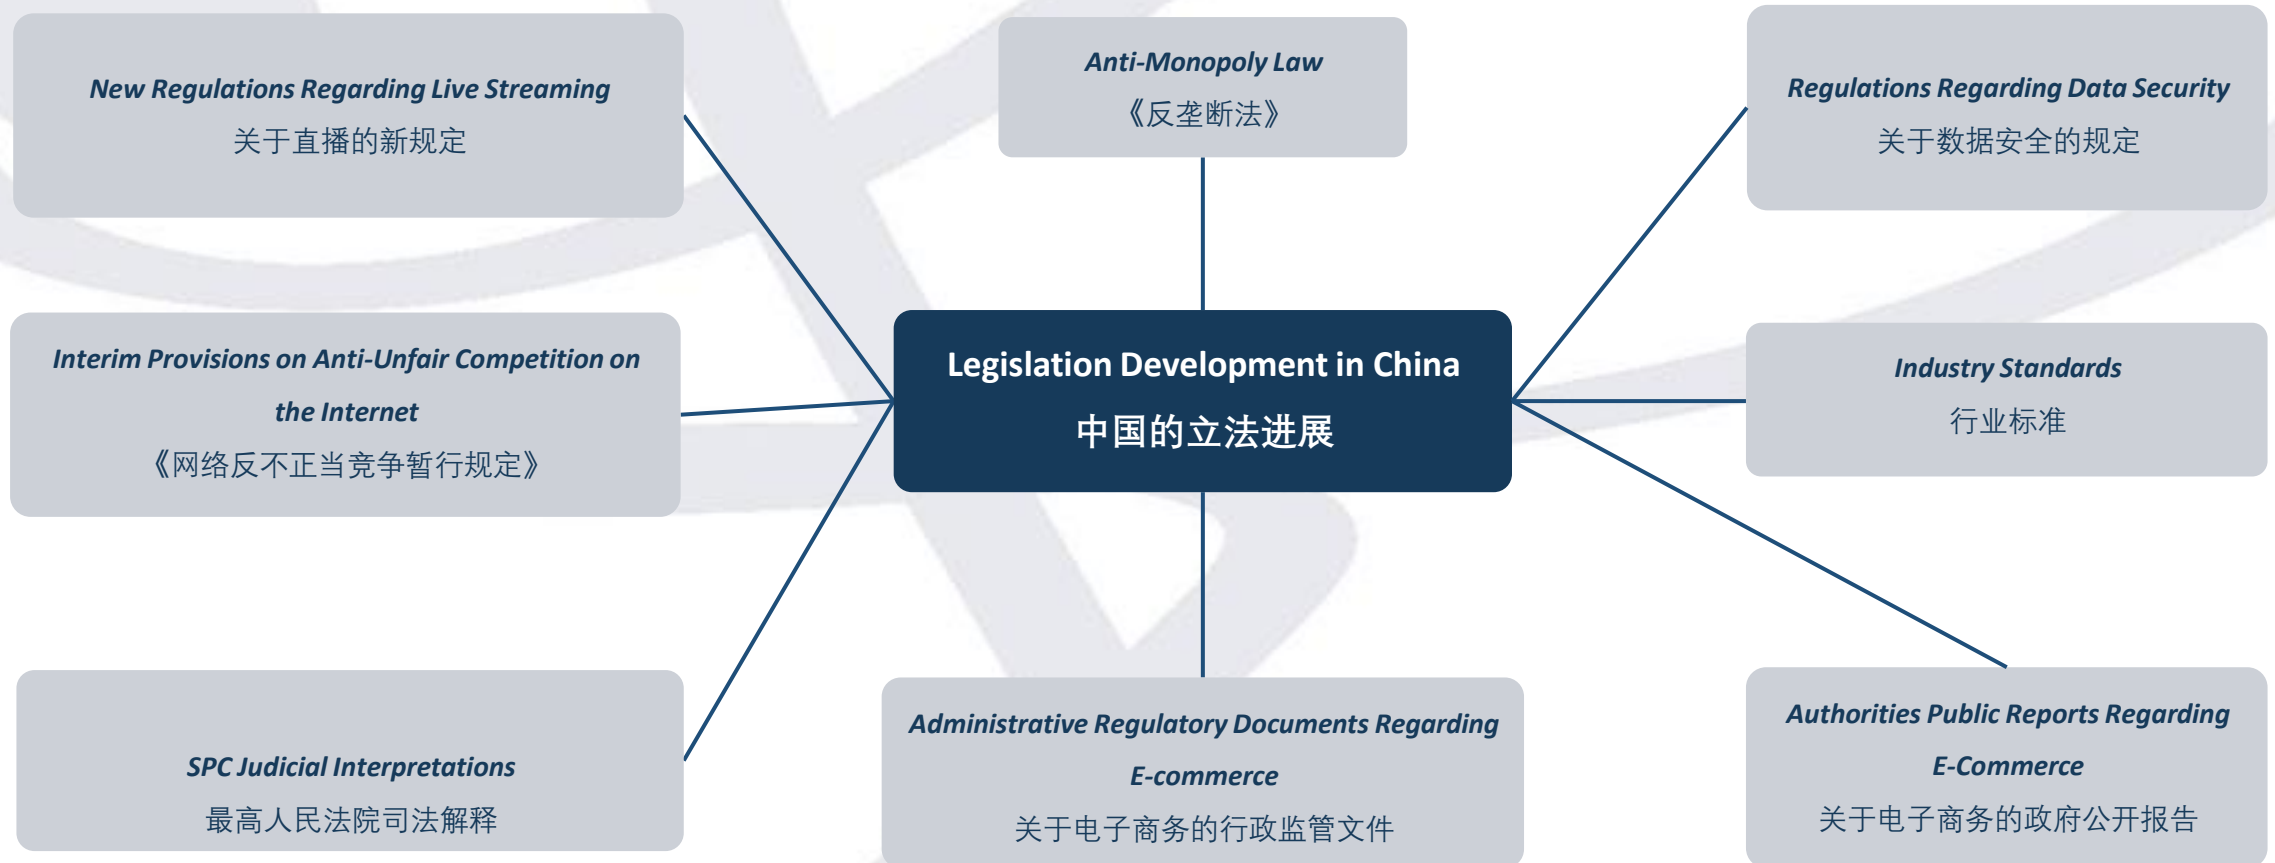 New Regulations Regarding Live Streaming
关于直播的新规定
Anti-Monopoly Law
《反垄断法》
Regulations Regarding Data Security
关于数据安全的规定
Interim Provisions on Anti-Unfair Competition on
the Internet
《网络反不正当竞争暂行规定》
Legislation Development in China
中国的立法进展
Industry Standards
行业标准
SPC Judicial Interpretations
最高人民法院司法解释
Administrative Regulatory Documents Regarding
E-commerce
关于电子商务的行政监管文件
Authorities Public Reports Regarding
E-Commerce
关于电子商务的政府公开报告